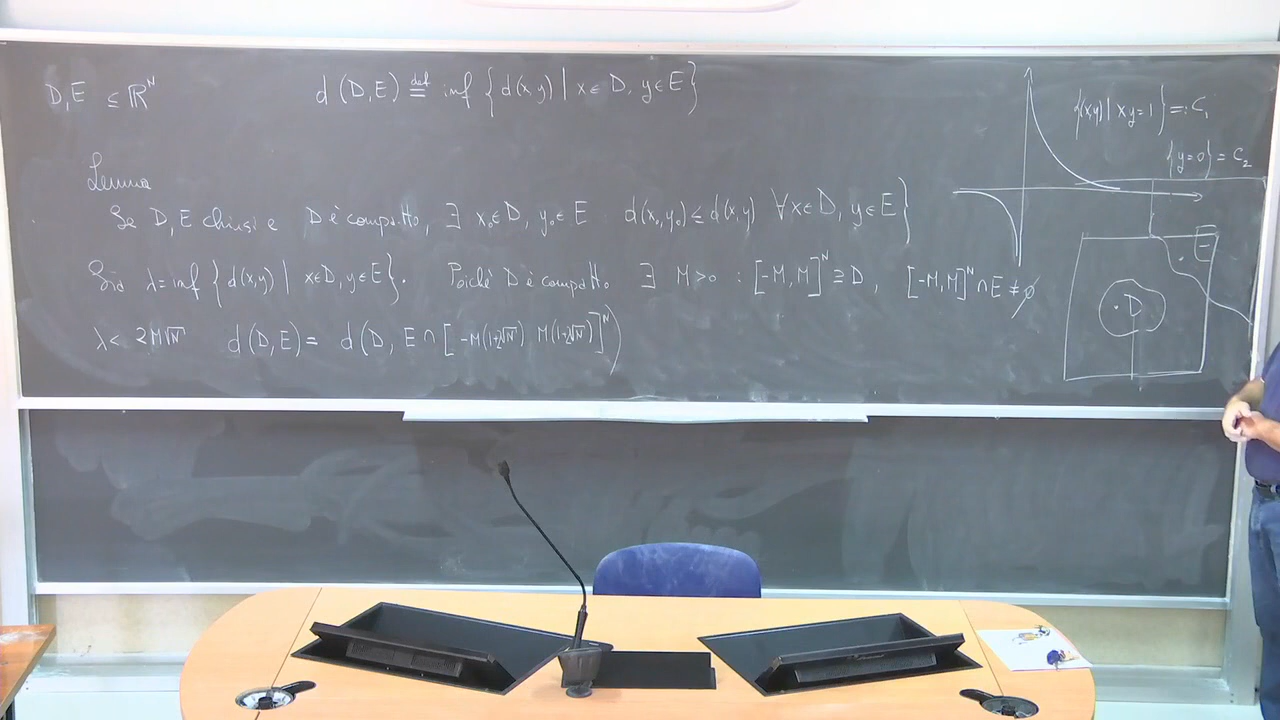 D,E ⊆ ℝᴺ d(D,E) ≝ inf {d(x,y) | x∈D, y∈E}
{(x,y) | xy=1} =: C₁
{y=0} = C₂
Lemma
Se D,E chiusi e D è compatto, ∃ x₀∈D, y₀∈E d(x₀,y₀) ≤ d(x,y) ∀x∈D, y∈E}
Sia λ = inf {d(x,y) | x∈D, y∈E}. Poiché D è compatto ∃ M>0 : [-M,M]ᴺ ⊇ D, [-M,M]ᴺ ∩ E ≠ ∅
λ < 2M√N d(D,E) = d(D, E ∩ [-M(1+2√N) M(1+2√N)]ᴺ)
E
D